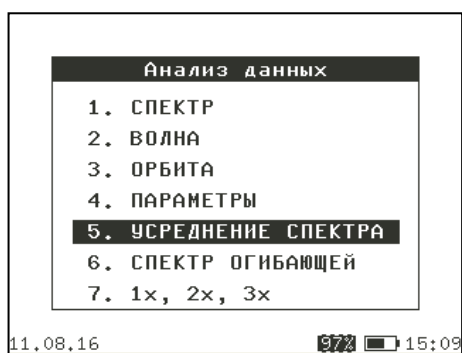 Анализ данных
1. СПЕКТР
2. ВОЛНА
3. ОРБИТА
4. ПАРАМЕТРЫ
5. УСРЕДНЕНИЕ СПЕКТРА
6. СПЕКТР ОГИБАЮЩЕЙ
7. 1x, 2x, 3x
11.08.16 97% 15:09